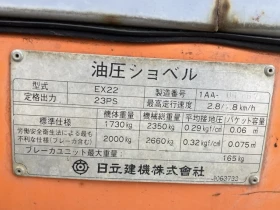 油圧ショベル
型式 EX22 製造番号 1AA-
定格出力 23PS 最高走行速度 2.8/ .8km/h
機体重量 機械総重量 平均接地圧 バケット容量
標準仕様 1730kg 2350kg 0.29kg/cm² 0.06 m³
労働安全衛生法による最も
不利な仕様(ブレーカ含む) 2000kg 2660kg 0.32kg/cm² 0.075m³
ブレーカユニット最大重量 165kg
日立建機株式会社